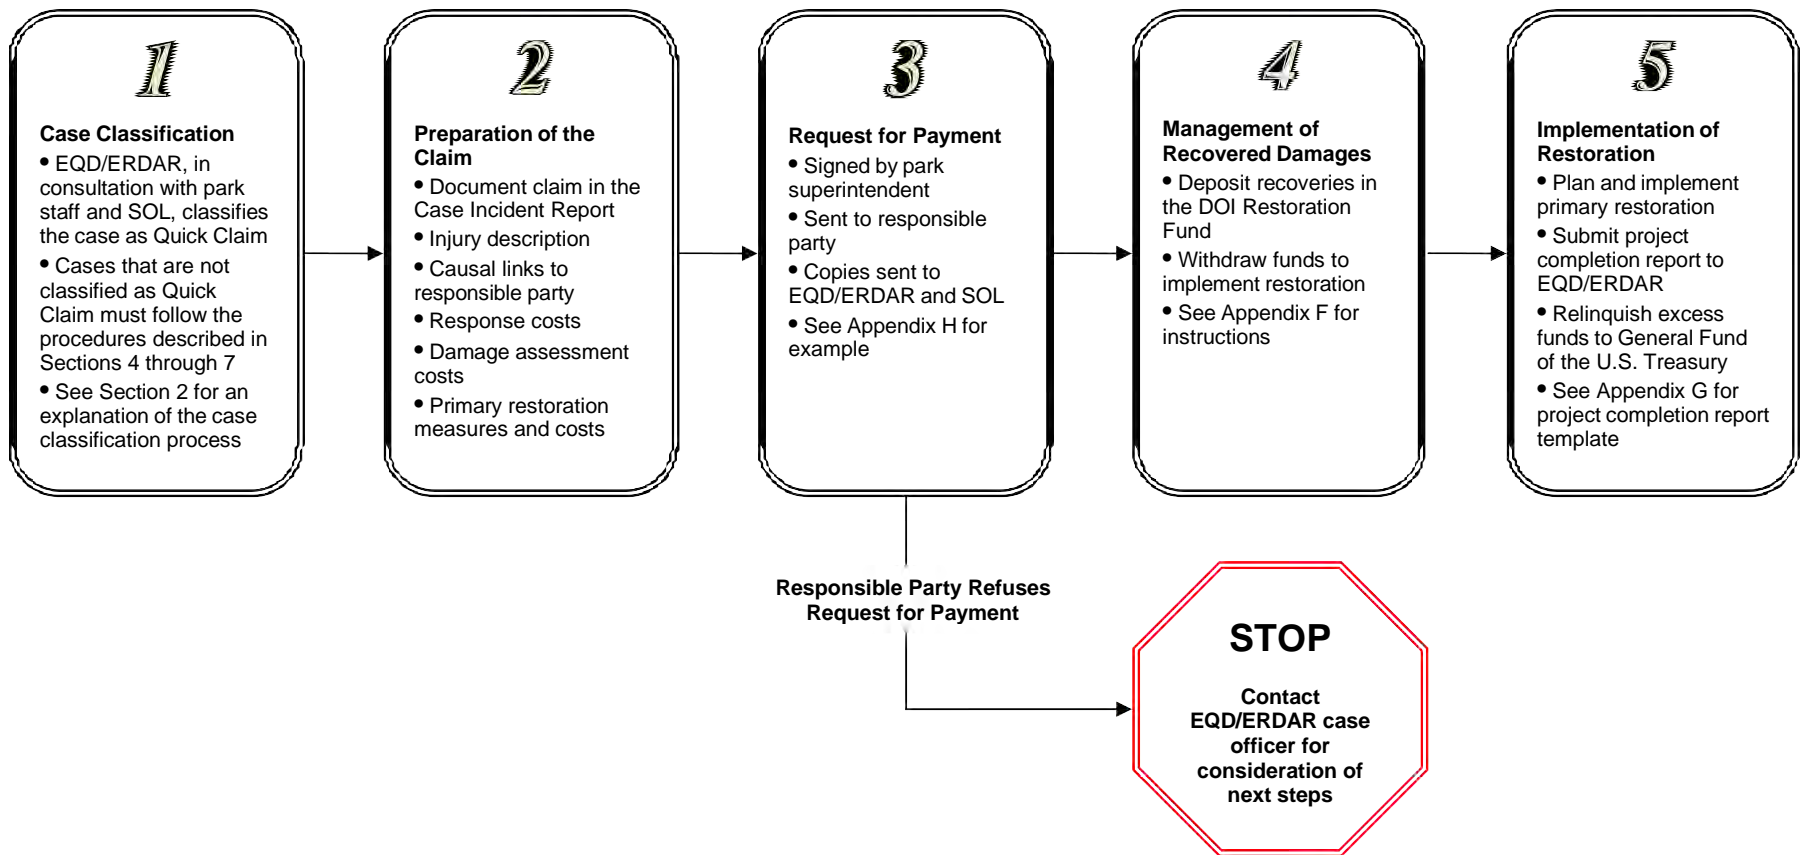 1
Case Classification
• EQD/ERDAR, in
consultation with park
staff and SOL, classifies
the case as Quick Claim
• Cases that are not
classified as Quick
Claim must follow the
procedures described in
Sections 4 through 7
• See Section 2 for an
explanation of the case
classification process
2
Preparation of the
Claim
• Document claim in the
Case Incident Report
• Injury description
• Causal links to
responsible party
• Response costs
• Damage assessment
costs
• Primary restoration
measures and costs
3
Request for Payment
• Signed by park
superintendent
• Sent to responsible
party
• Copies sent to
EQD/ERDAR and SOL
• See Appendix H for
example
4
Management of
Recovered Damages
• Deposit recoveries in
the DOI Restoration
Fund
• Withdraw funds to
implement restoration
• See Appendix F for
instructions
5
Implementation of
Restoration
• Plan and implement
primary restoration
• Submit project
completion report to
EQD/ERDAR
• Relinquish excess
funds to General Fund
of the U.S. Treasury
• See Appendix G for
project completion report
template
Responsible Party Refuses
Request for Payment
STOP
Contact
EQD/ERDAR case
officer for
consideration of
next steps